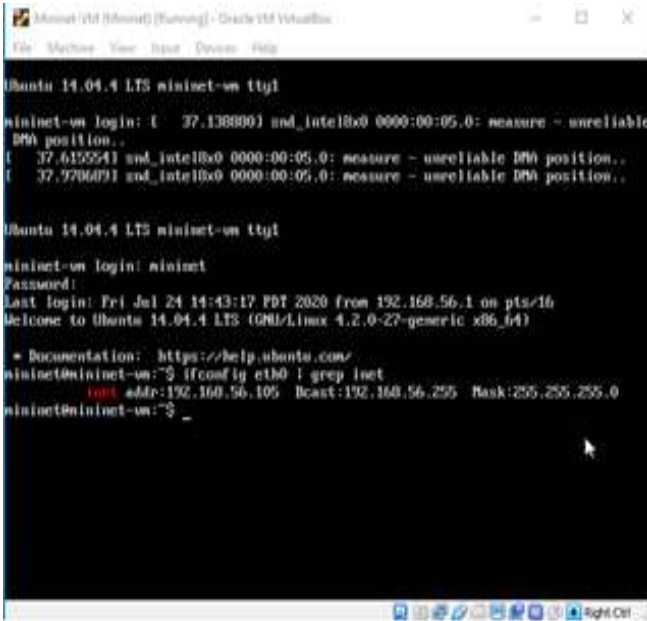 Mininet-VM (Mininet) [Running] - Oracle VM VirtualBox
File Machine View Input Devices Help
Ubuntu 14.04.4 LTS mininet-vm tty1
mininet-vm login: [   37.138880] snd_intel8x0 0000:00:05.0: measure - unreliable
DMA position..
[   37.615554] snd_intel8x0 0000:00:05.0: measure - unreliable DMA position..
[   37.970609] snd_intel8x0 0000:00:05.0: measure - unreliable DMA position..
Ubuntu 14.04.4 LTS mininet-vm tty1
mininet-vm login: mininet
Password:
Last login: Fri Jul 24 14:43:17 PDT 2020 from 192.168.56.1 on pts/16
Welcome to Ubuntu 14.04.4 LTS (GNU/Linux 4.2.0-27-generic x86_64)
* Documentation:  https://help.ubuntu.com/
mininet@mininet-vm:~$ ifconfig eth0 | grep inet
inet addr:192.168.56.105  Bcast:192.168.56.255  Mask:255.255.255.0
mininet@mininet-vm:~$ _
Right Ctrl